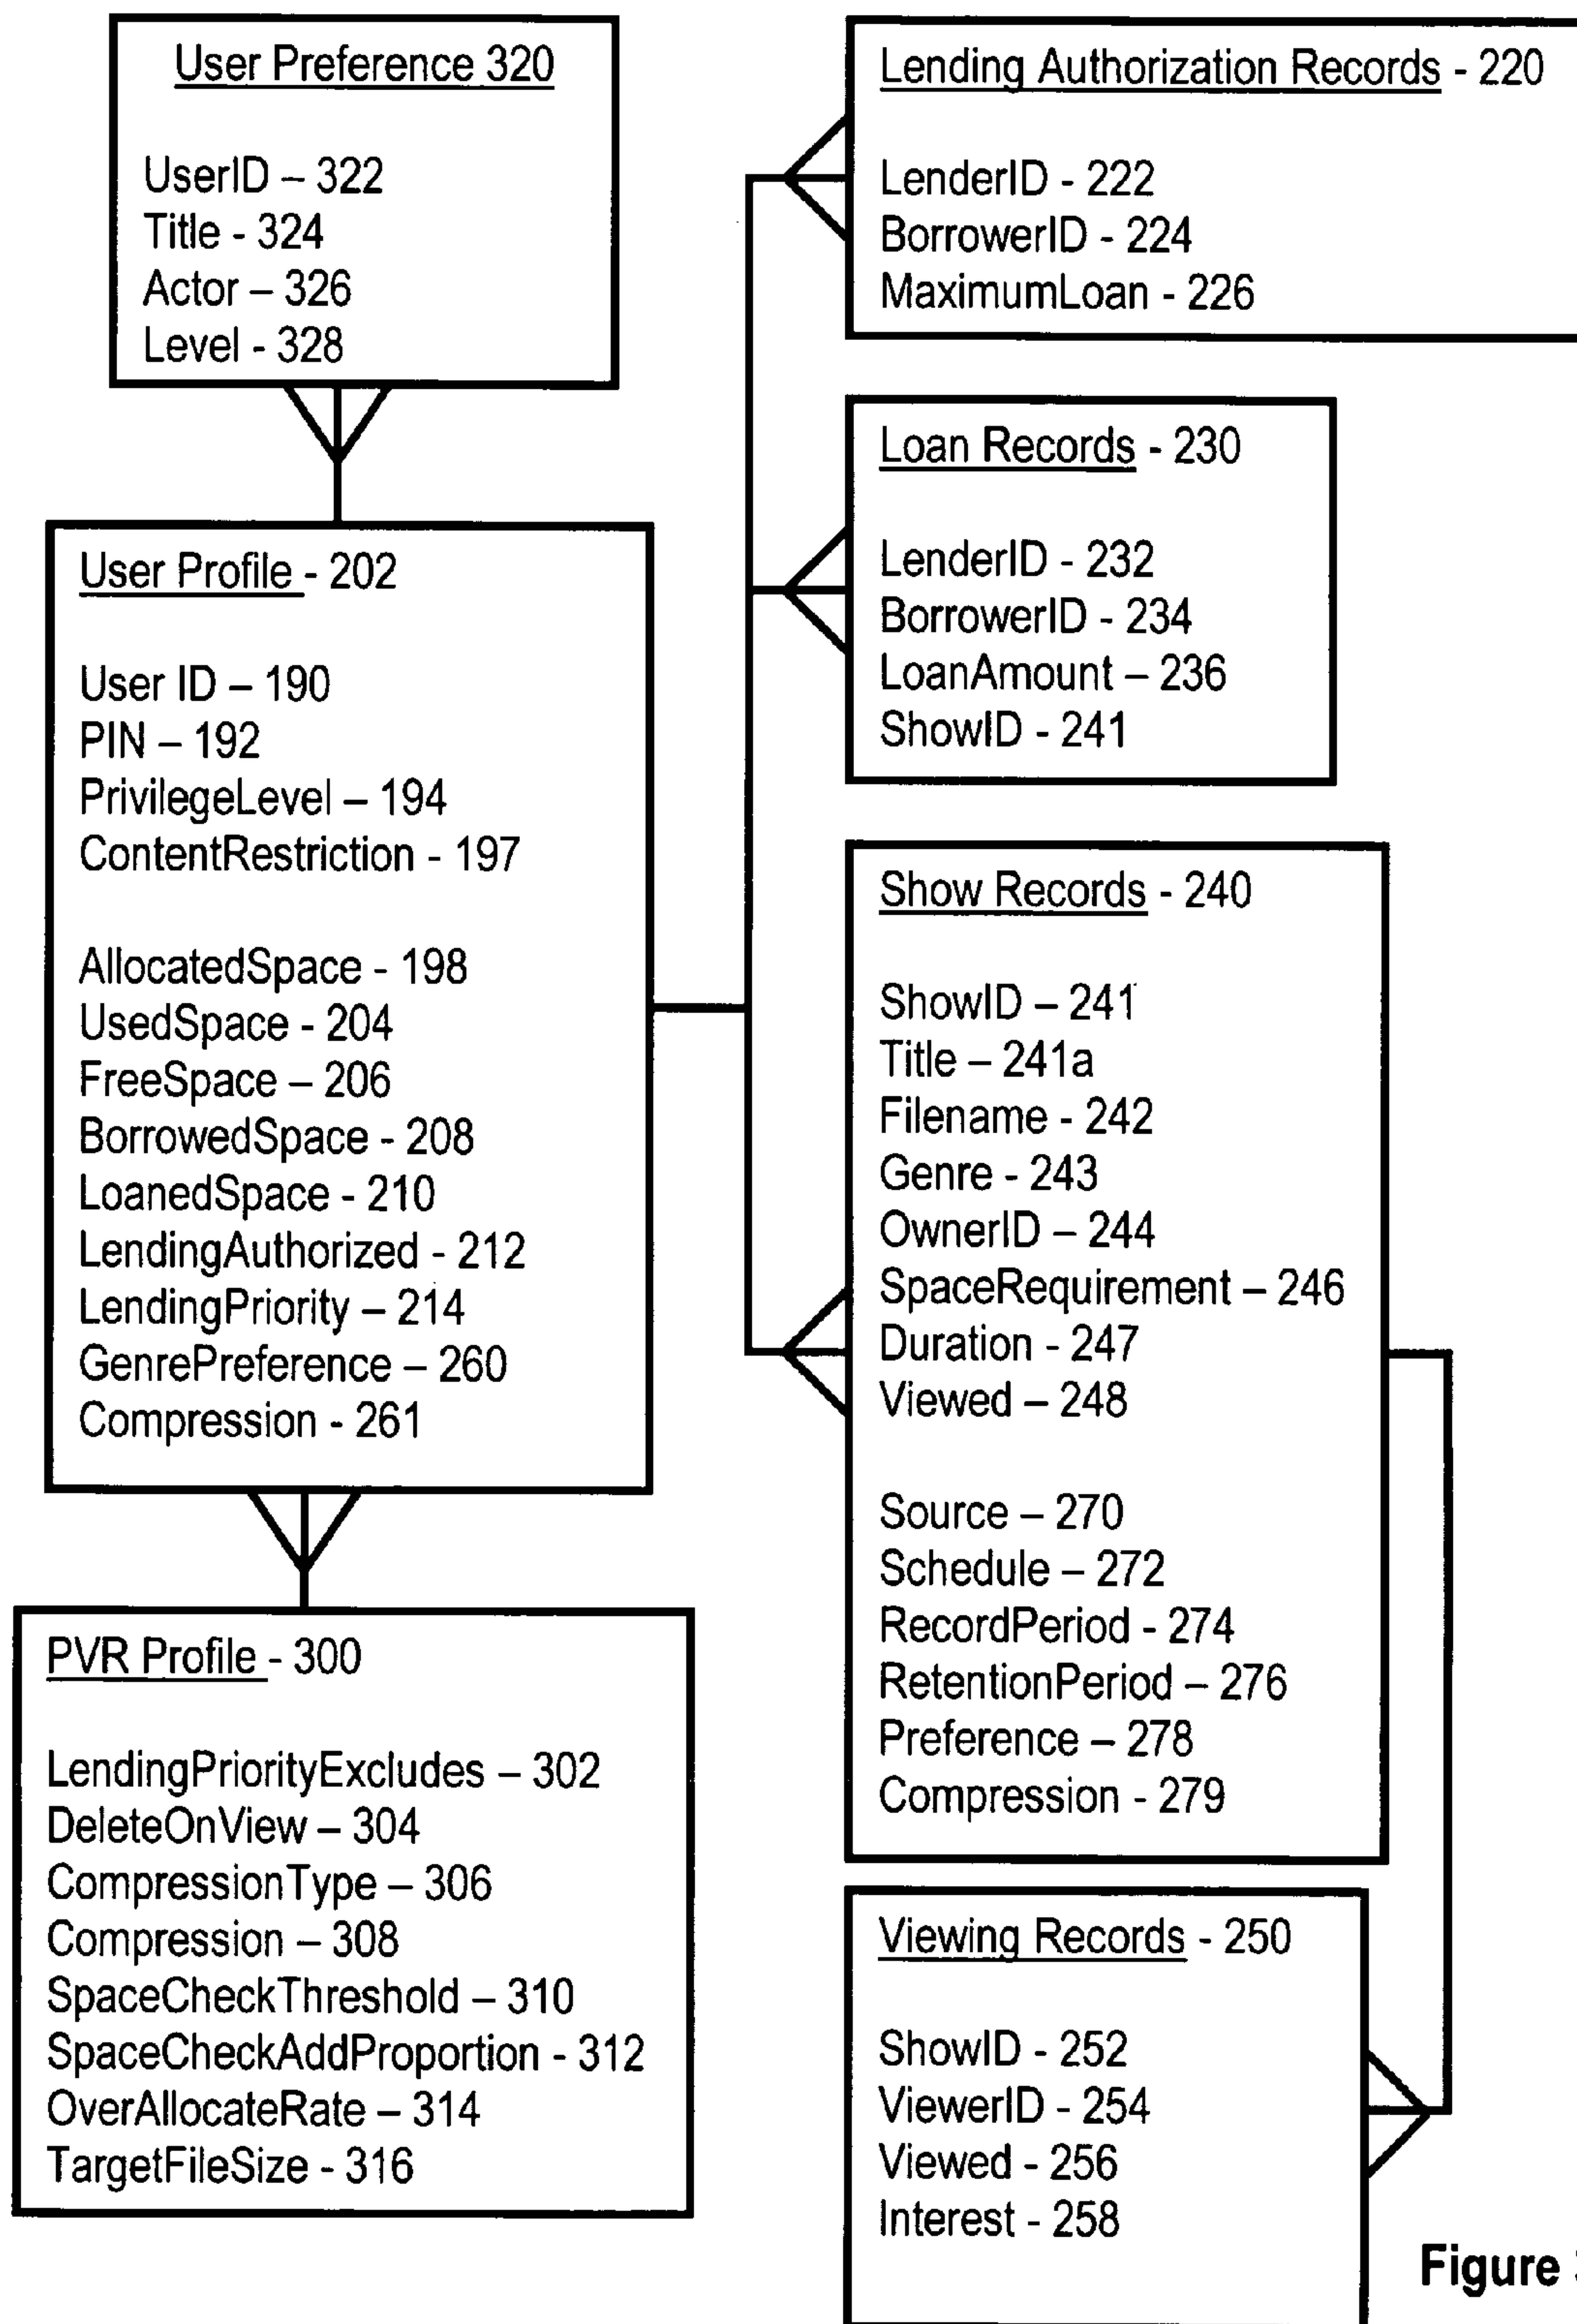 User Preference 320
UserID – 322
Title - 324
Actor – 326
Level - 328
User Profile - 202
User ID – 190
PIN – 192
PrivilegeLevel – 194
ContentRestriction - 197
AllocatedSpace - 198
UsedSpace - 204
FreeSpace – 206
BorrowedSpace - 208
LoanedSpace - 210
LendingAuthorized - 212
LendingPriority – 214
GenrePreference – 260
Compression - 261
PVR Profile - 300
LendingPriorityExcludes – 302
DeleteOnView – 304
CompressionType – 306
Compression – 308
SpaceCheckThreshold – 310
SpaceCheckAddProportion - 312
OverAllocateRate – 314
TargetFileSize - 316
Lending Authorization Records - 220
LenderID - 222
BorrowerID - 224
MaximumLoan - 226
Loan Records - 230
LenderID - 232
BorrowerID - 234
LoanAmount – 236
ShowID - 241
Show Records - 240
ShowID – 241
Title – 241a
Filename - 242
Genre - 243
OwnerID – 244
SpaceRequirement – 246
Duration - 247
Viewed – 248
Source – 270
Schedule – 272
RecordPeriod - 274
RetentionPeriod – 276
Preference – 278
Compression - 279
Viewing Records - 250
ShowID - 252
ViewerID - 254
Viewed - 256
Interest - 258
Figure